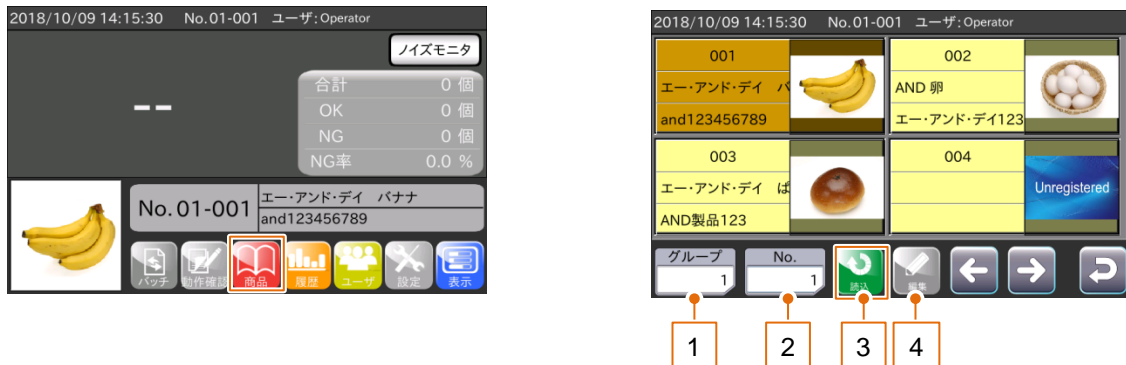 2018/10/09 14:15:30 No.01-001 ユーザ:Operator
ノイズモニタ
--
合計 0 個
OK 0 個
NG 0 個
NG率 0.0 %
No.01-001
エー・アンド・デイ バナナ
and123456789
バッチ 動作確認 商品 履歴 ユーザ 設定 表示
2018/10/09 14:15:30 No.01-001 ユーザ:Operator
001
エー・アンド・デイ バ
and123456789
002
AND 卵
エー・アンド・デイ123
003
エー・アンド・デイ ぱ
AND製品123
004
Unregistered
グループ
1
No.
1
読込
編集
1 2 3 4